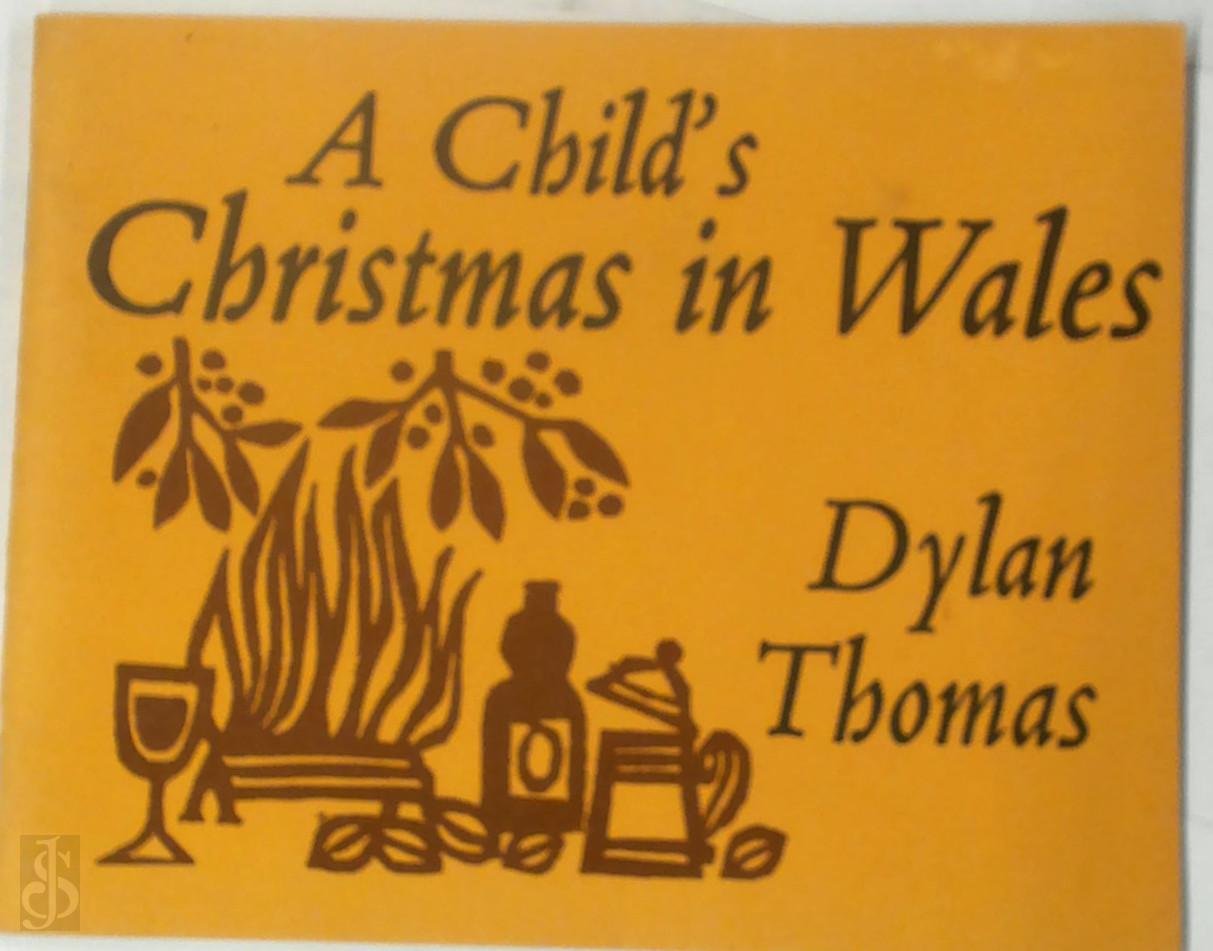 A Child's
Christmas in Wales
Dylan
Thomas